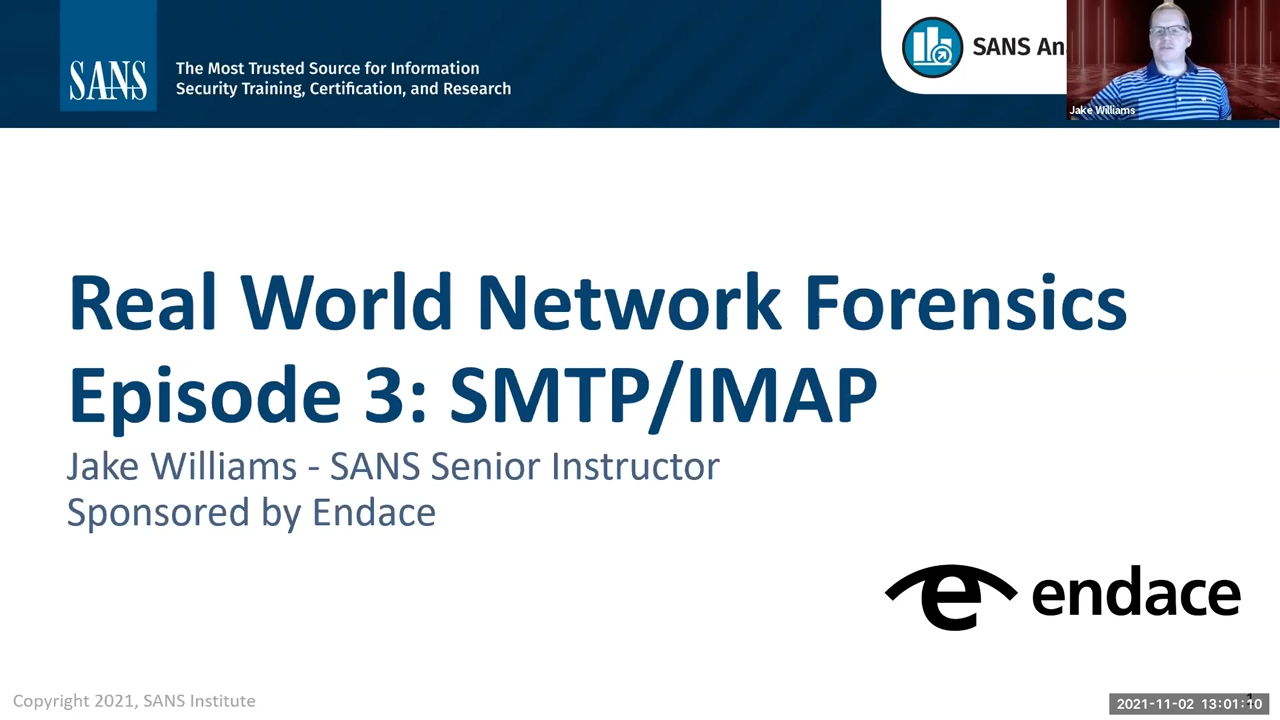 SANS
The Most Trusted Source for Information
Security Training, Certification, and Research
SANS
Jake Williams
Real World Network Forensics
Episode 3: SMTP/IMAP
Jake Williams - SANS Senior Instructor
Sponsored by Endace
e endace
Copyright 2021, SANS Institute
1
2021-11-02 13:01:10